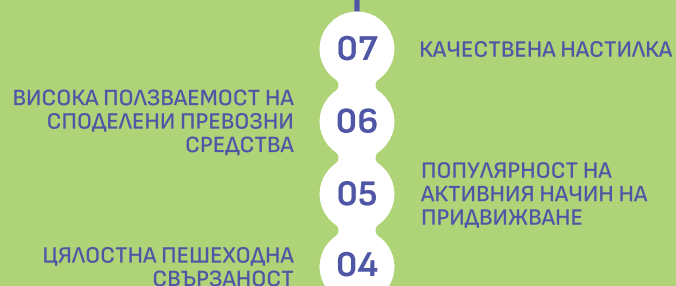 07
КАЧЕСТВЕНА НАСТИЛКА
ВИСОКА ПОЛЗВАЕМОСТ НА
СПОДЕЛЕНИ ПРЕВОЗНИ
СРЕДСТВА
06
05
ПОПУЛЯРНОСТ НА
АКТИВНИЯ НАЧИН НА
ПРИДВИЖВАНЕ
ЦЯЛОСТНА ПЕШЕХОДНА
СВЪРЗАНОСТ
04